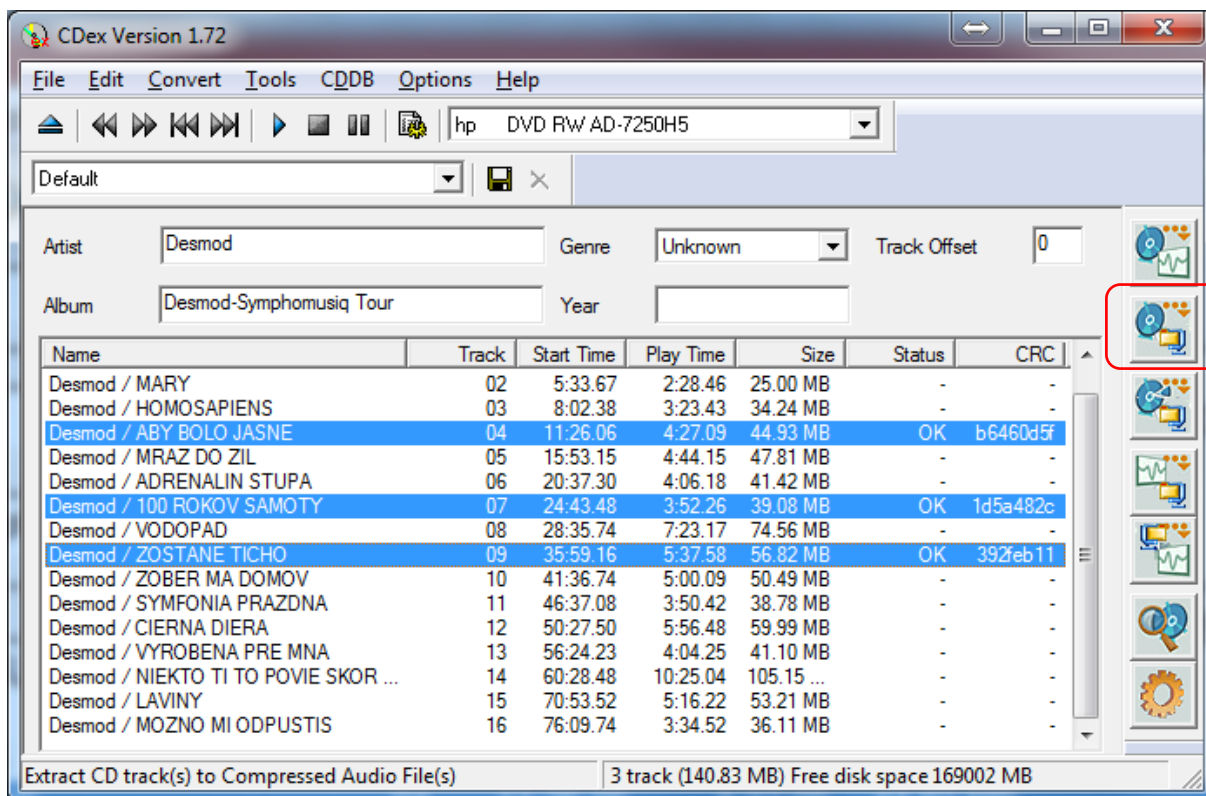 CDex Version 1.72
File Edit Convert Tools CDDB Options Help
hp DVD RW AD-7250H5
Default
Artist Desmod Genre Unknown Track Offset 0
Album Desmod-Symphomusiq Tour Year
Name Track Start Time Play Time Size Status CRC
Desmod / MARY 02 5:33.67 2:28.46 25.00 MB - -
Desmod / HOMOSAPIENS 03 8:02.38 3:23.43 34.24 MB - -
Desmod / ABY BOLO JASNE 04 11:26.06 4:27.09 44.93 MB OK b6460d5f
Desmod / MRAZ DO ZIL 05 15:53.15 4:44.15 47.81 MB - -
Desmod / ADRENALIN STUPA 06 20:37.30 4:06.18 41.42 MB - -
Desmod / 100 ROKOV SAMOTY 07 24:43.48 3:52.26 39.08 MB OK 1d5a482c
Desmod / VODOPAD 08 28:35.74 7:23.17 74.56 MB - -
Desmod / ZOSTANE TICHO 09 35:59.16 5:37.58 56.82 MB OK 392feb11
Desmod / ZOBER MA DOMOV 10 41:36.74 5:00.09 50.49 MB - -
Desmod / SYMFONIA PRAZDNA 11 46:37.08 3:50.42 38.78 MB - -
Desmod / CIERNA DIERA 12 50:27.50 5:56.48 59.99 MB - -
Desmod / VYROBENA PRE MNA 13 56:24.23 4:04.25 41.10 MB - -
Desmod / NIEKTO TI TO POVIE SKOR ... 14 60:28.48 10:25.04 105.15 ... - -
Desmod / LAVINY 15 70:53.52 5:16.22 53.21 MB - -
Desmod / MOZNO MI ODPUSTIS 16 76:09.74 3:34.52 36.11 MB - -
Extract CD track(s) to Compressed Audio File(s) 3 track (140.83 MB) Free disk space 169002 MB